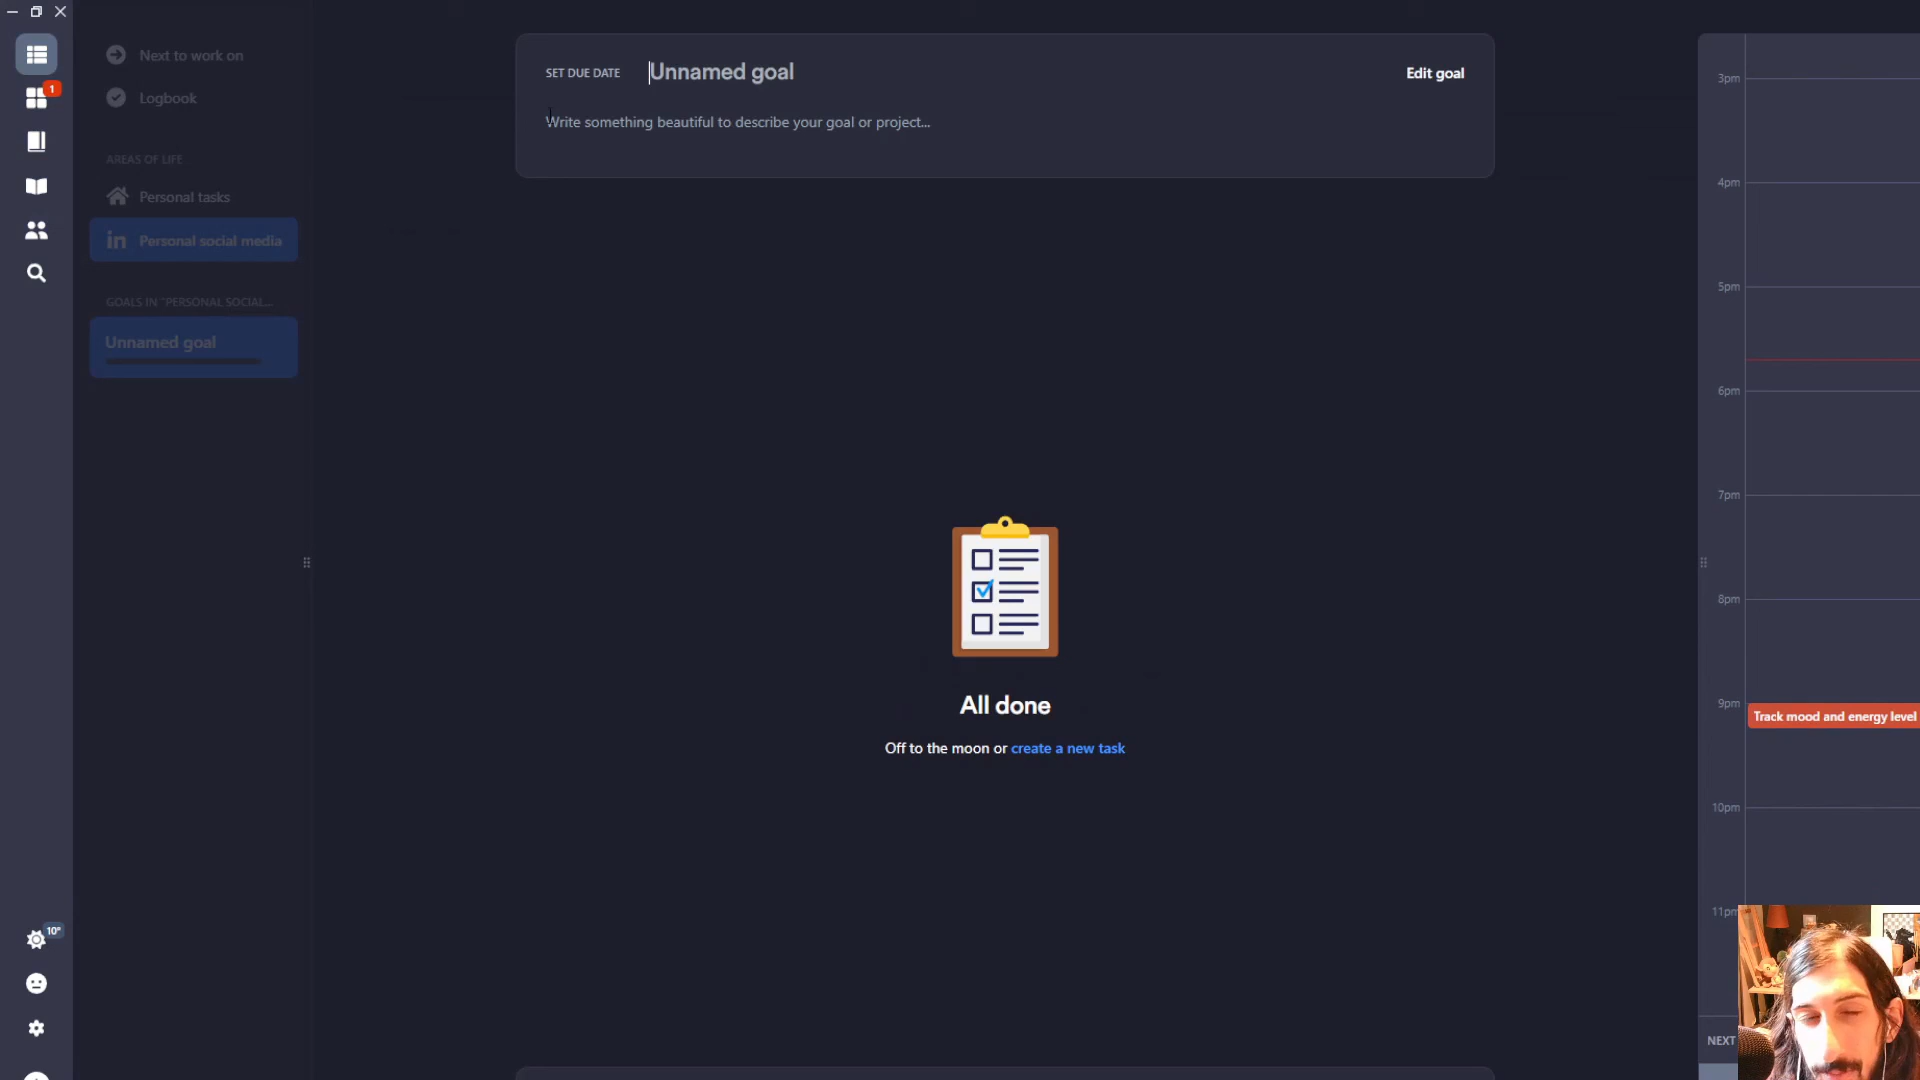 Next to work on
Logbook
AREAS OF LIFE
Personal tasks
in Personal social media
GOALS IN "PERSONAL SOCIAL...
Unnamed goal
1
10°
SET DUE DATE
Unnamed goal
Edit goal
Write something beautiful to describe your goal or project...
All done
Off to the moon or create a new task
3pm
4pm
5pm
6pm
7pm
8pm
9pm
Track mood and energy level
10pm
11pm
NEXT